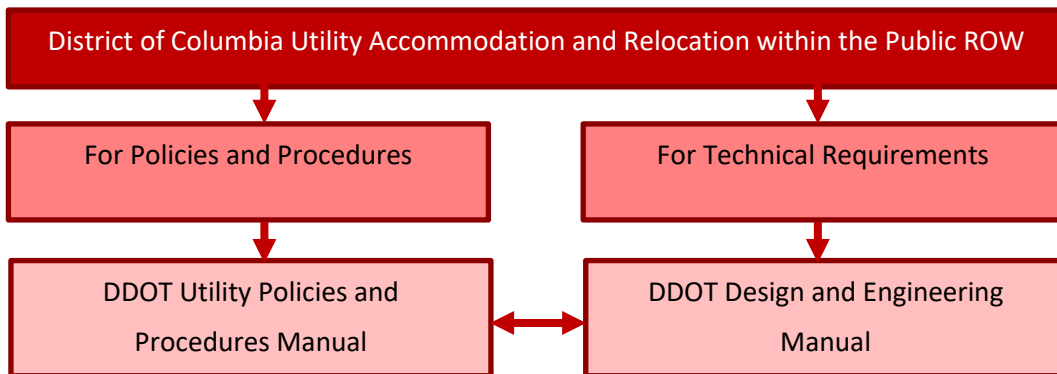 District of Columbia Utility Accommodation and Relocation within the Public ROW
For Policies and Procedures
For Technical Requirements
DDOT Utility Policies and
Procedures Manual
DDOT Design and Engineering
Manual